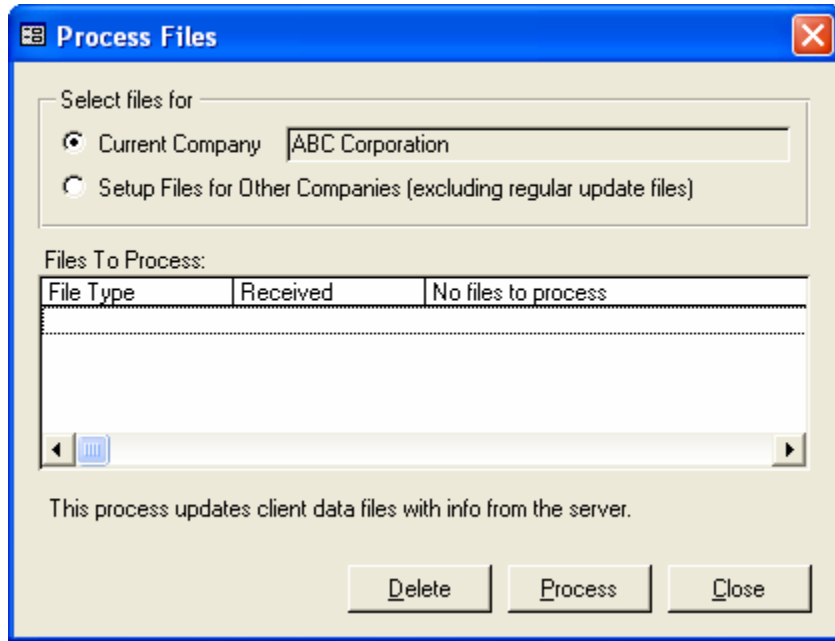 Process Files
Select files for
Current Company ABC Corporation
Setup Files for Other Companies (excluding regular update files)
Files To Process:
File Type Received No files to process
This process updates client data files with info from the server.
Delete Process Close